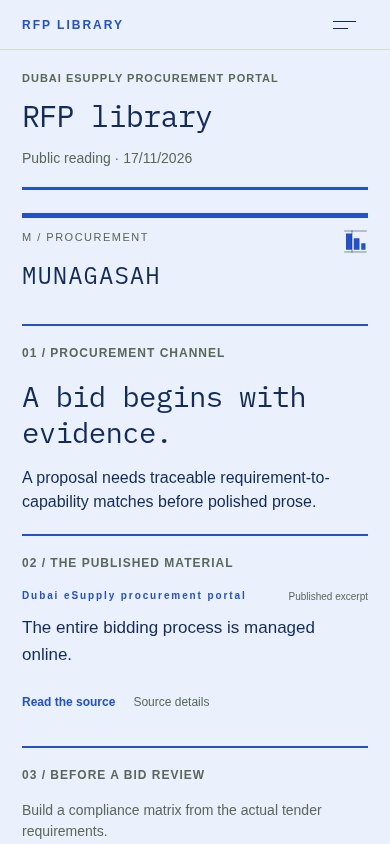 RFP LIBRARY
DUBAI ESUPPLY PROCUREMENT PORTAL
RFP library
Public reading · 17/11/2026
M / PROCUREMENT
MUNAGASAH
01 / PROCUREMENT CHANNEL
A bid begins with
evidence.
A proposal needs traceable requirement-to-
capability matches before polished prose.
02 / THE PUBLISHED MATERIAL
Dubai eSupply procurement portal Published excerpt
The entire bidding process is managed
online.
Read the source Source details
03 / BEFORE A BID REVIEW
Build a compliance matrix from the actual tender
requirements.